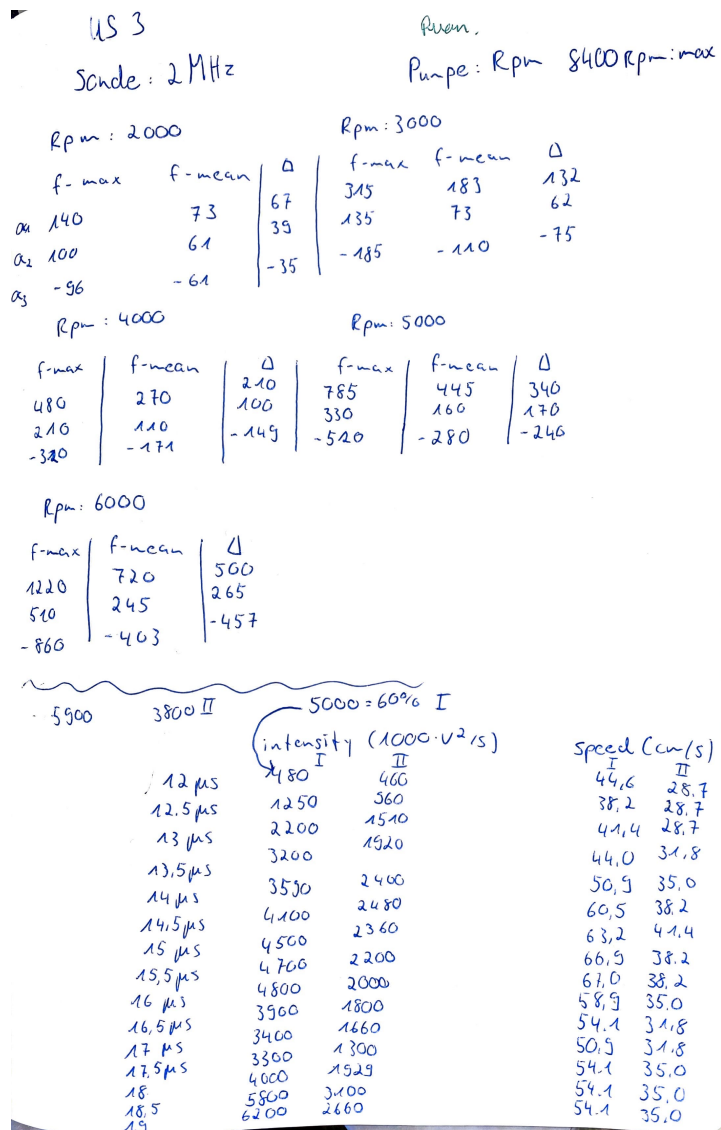 US 3
Sonde: 2 MHz
Pumpe: Rpm 8400 Rpm: max
Rpm: 2000
f-max f-mean Δ
a1 140 73 67
a2 100 61 39
a3 -96 -61 -35
Rpm: 3000
f-max f-mean Δ
315 183 132
135 73 62
-185 -110 -75
Rpm: 4000
f-max f-mean Δ
480 270 210
210 110 100
-320 -171 -149
Rpm: 5000
f-max f-mean Δ
785 445 340
330 160 170
-520 -280 -240
Rpm: 6000
f-max f-mean Δ
1220 720 500
510 245 265
-860 -403 -457
5900 3800 II 5000 = 60% I
intensity (1000·V²/s) speed (cm/s)
I II I II
12 µs 480 460 44,6 28.7
12.5 µs 1250 560 38,2 28.7
13 µs 2200 1510 41,4 28.7
13,5 µs 3200 1920 44,0 31,8
14 µs 3590 2400 50,9 35,0
14,5 µs 4100 2480 60,5 38.2
15 µs 4500 2360 63,2 41.4
15,5 µs 4700 2200 66,9 38.2
16 µs 4800 2000 67,0 38,2
16,5 µs 3900 1800 58,9 35.0
17 µs 3400 1660 54.1 31,8
17,5 µs 3300 1300 50,9 31.8
18 4000 1929 54.1 35,0
18,5 5800 3100 54.1 35,0
19 6200 2660 54.1 35,0